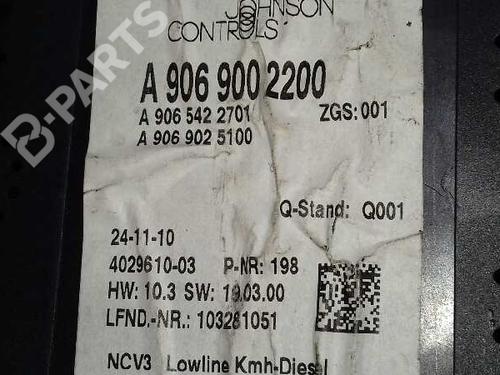 B-PARTS
JOHNSON
CONTROLS
A 906 900 2200
A 906 542 2701 ZGS: 001
A 906 902 5100
Q-Stand: Q001
24-11-10
4029610-03 P-NR: 198
HW: 10.3 SW: 19.03.00
LFND.-NR.: 103281051
NCV3 Lowline Kmh-Diesel